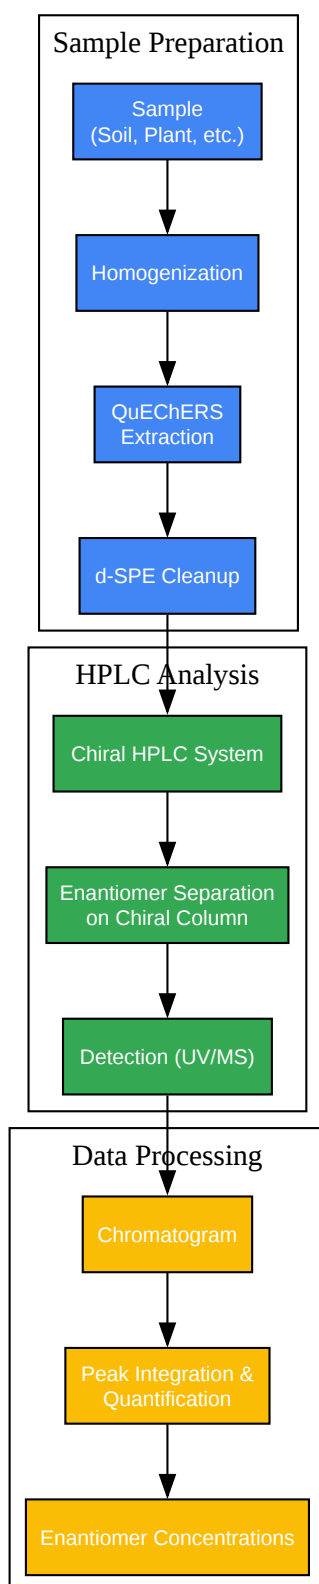 Sample Preparation
Sample
(Soil, Plant, etc.)
Homogenization
QuEChERS
Extraction
d-SPE Cleanup
HPLC Analysis
Chiral HPLC System
Enantiomer Separation
on Chiral Column
Detection (UV/MS)
Data Processing
Chromatogram
Peak Integration &
Quantification
Enantiomer Concentrations